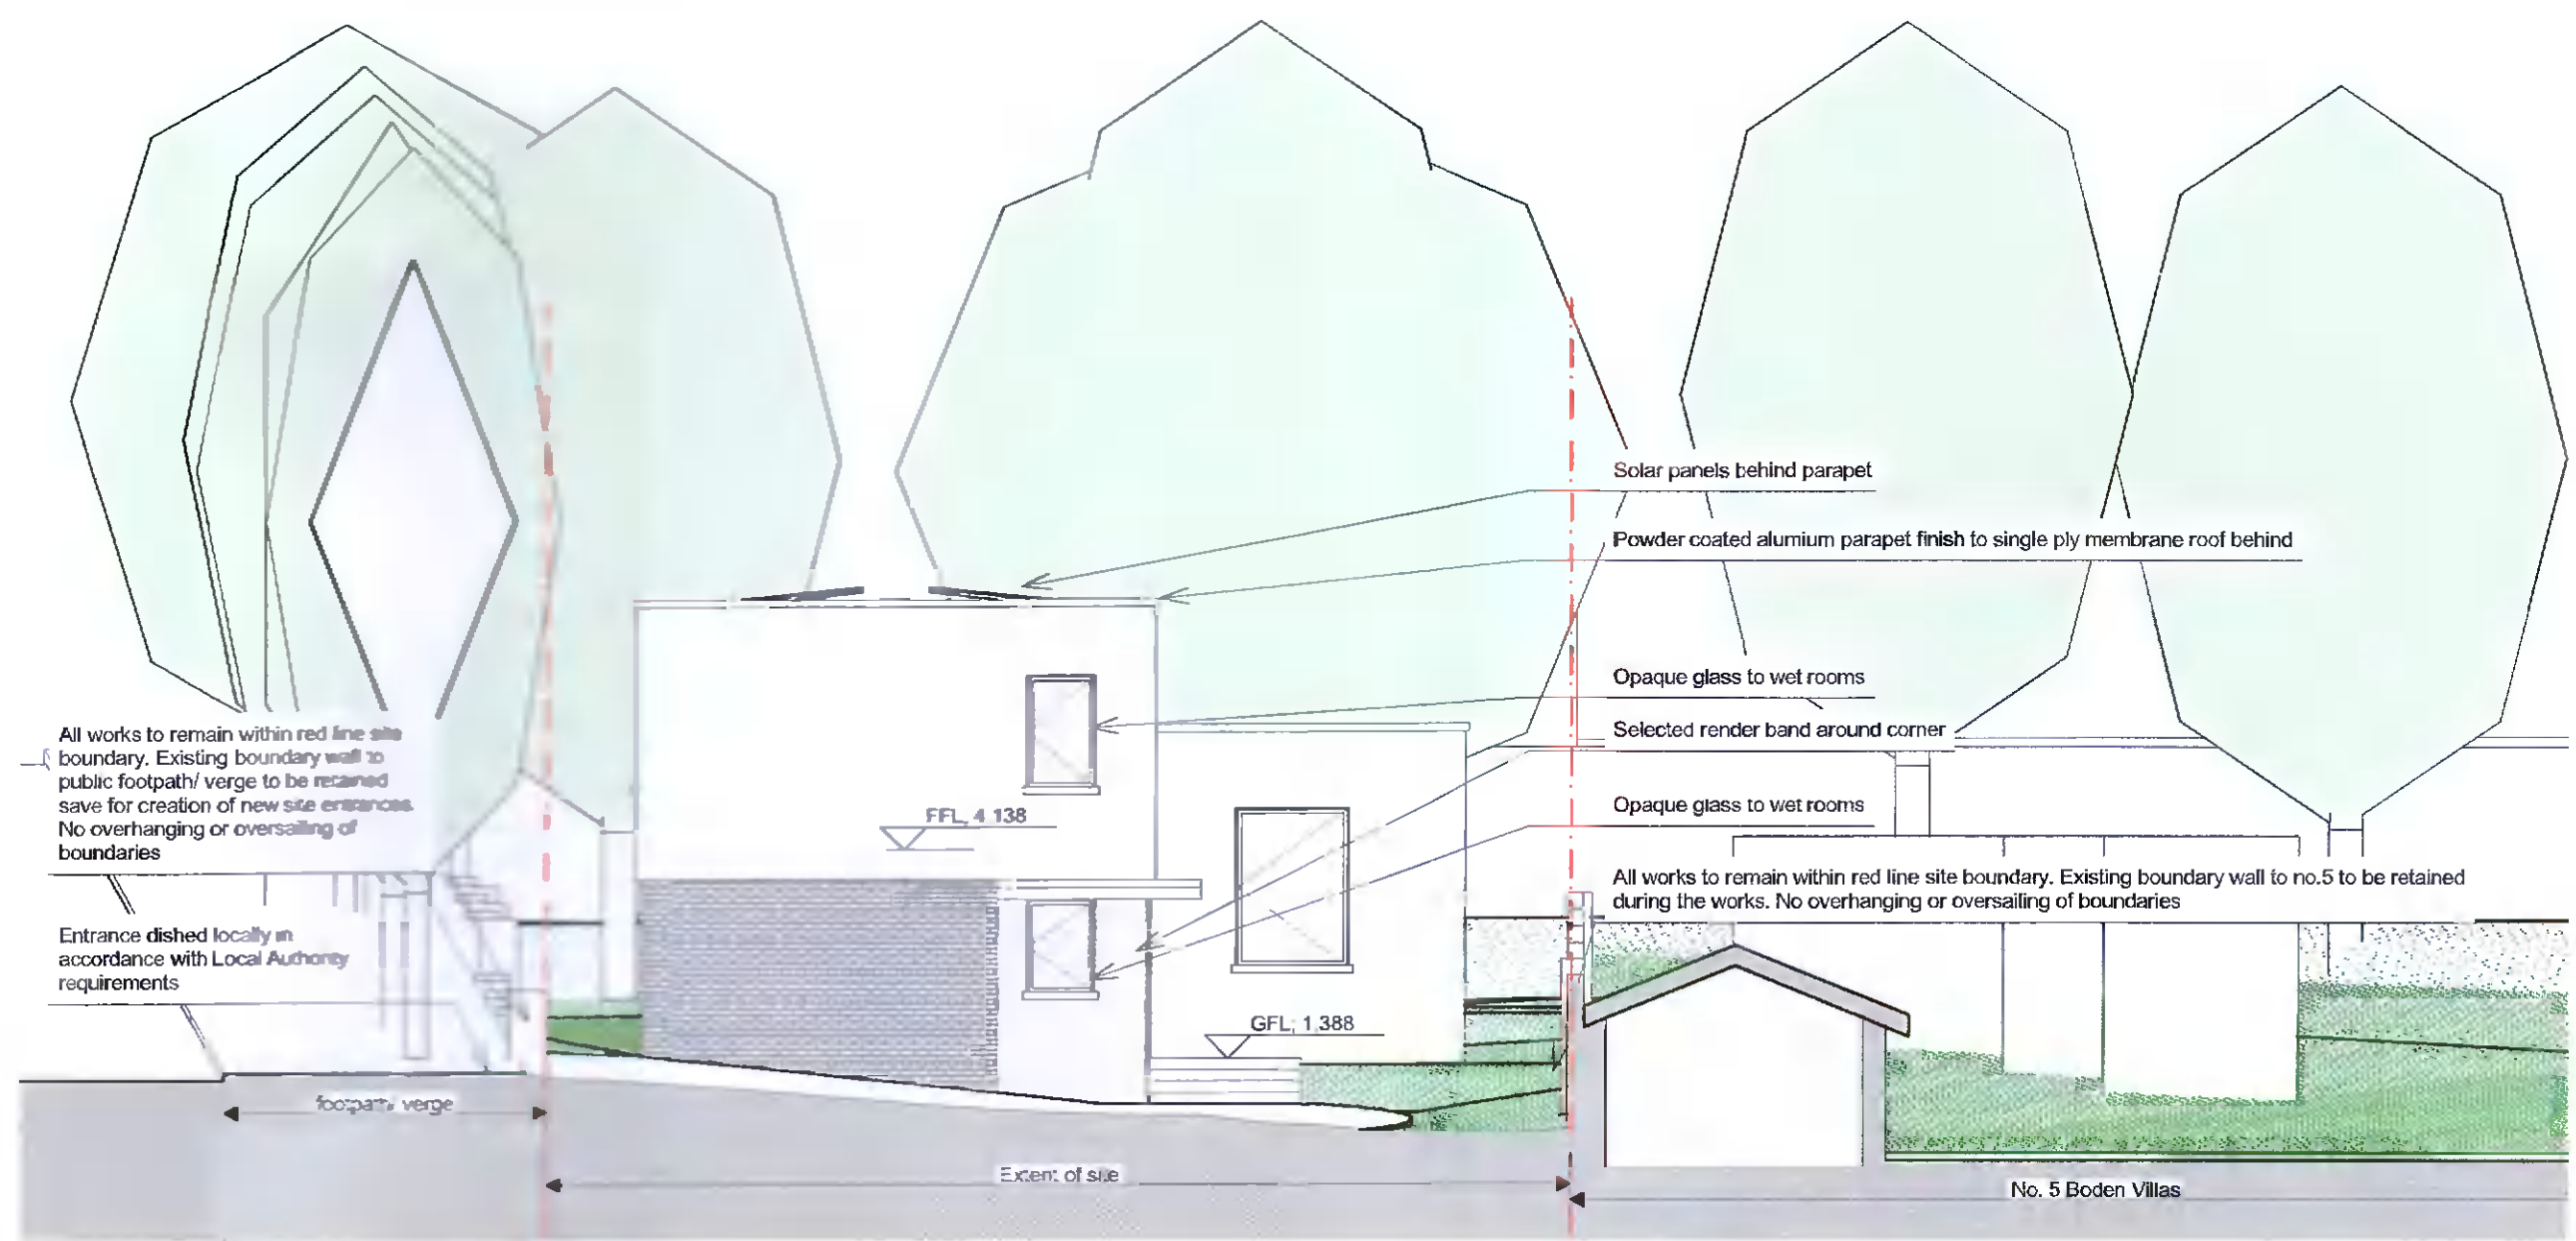 Solar panels behind parapet
Powder coated alumium parapet finish to single ply membrane roof behind
Opaque glass to wet rooms
Selected render band around corner
Opaque glass to wet rooms
All works to remain within red line site boundary. Existing boundary wall to no.5 to be retained
during the works. No overhanging or oversailing of boundaries
All works to remain within red line site
boundary. Existing boundary wall to
public footpath/ verge to be retained
save for creation of new site entrances.
No overhanging or oversailing of
boundaries
Entrance dished locally in
accordance with Local Authority
requirements
FFL; 4.138
GFL; 1.388
footpath/ verge
Extent of site
No. 5 Boden Villas